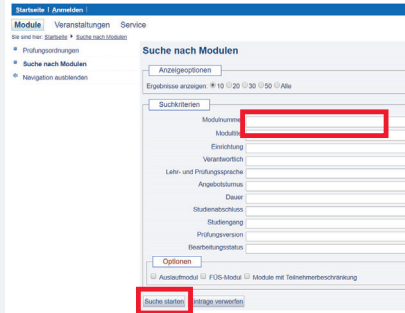 Startseite | Anmelden |
Module Veranstaltungen Service
Sie sind hier: Startseite Suche nach Modulen
Prüfungsordnungen
Suche nach Modulen
Navigation ausblenden
Suche nach Modulen
Anzeigeoptionen
Ergebnisse anzeigen: 10 20 30 50 Alle
Suchkriterien
Modulnumme
Modultite
Einrichtung
Verantwortlich
Lehr- und Prüfungssprache
Angebotsturnus
Dauer
Studienabschluss
Studiengang
Prüfungsversion
Bearbeitungsstatus
Optionen
Auslaufmodul FÜS-Modul Module mit Teilnehmerbeschränkung
Suche starten Einträge verwerfen